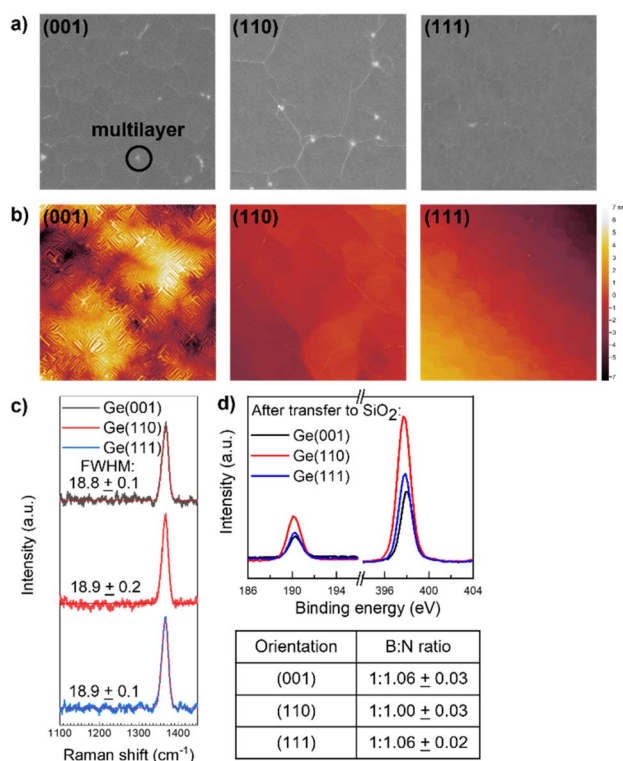 a)
(001)
(110)
(111)
multilayer
b)
(001)
(110)
(111)
7
6
5
4
3
2
1
0
-1
-2
-3
-4
-5
-7
c)
Ge(001)
Ge(110)
Ge(111)
FWHM:
18.8 ± 0.1
18.9 ± 0.2
18.9 ± 0.1
Intensity (a.u.)
1100 1200 1300 1400
Raman shift (cm⁻¹)
d)
After transfer to SiO₂:
Ge(001)
Ge(110)
Ge(111)
Intensity (a.u.)
186 190 194 396 400 404
Binding energy (eV)
Orientation B:N ratio
(001) 1:1.06 ± 0.03
(110) 1:1.00 ± 0.03
(111) 1:1.06 ± 0.02